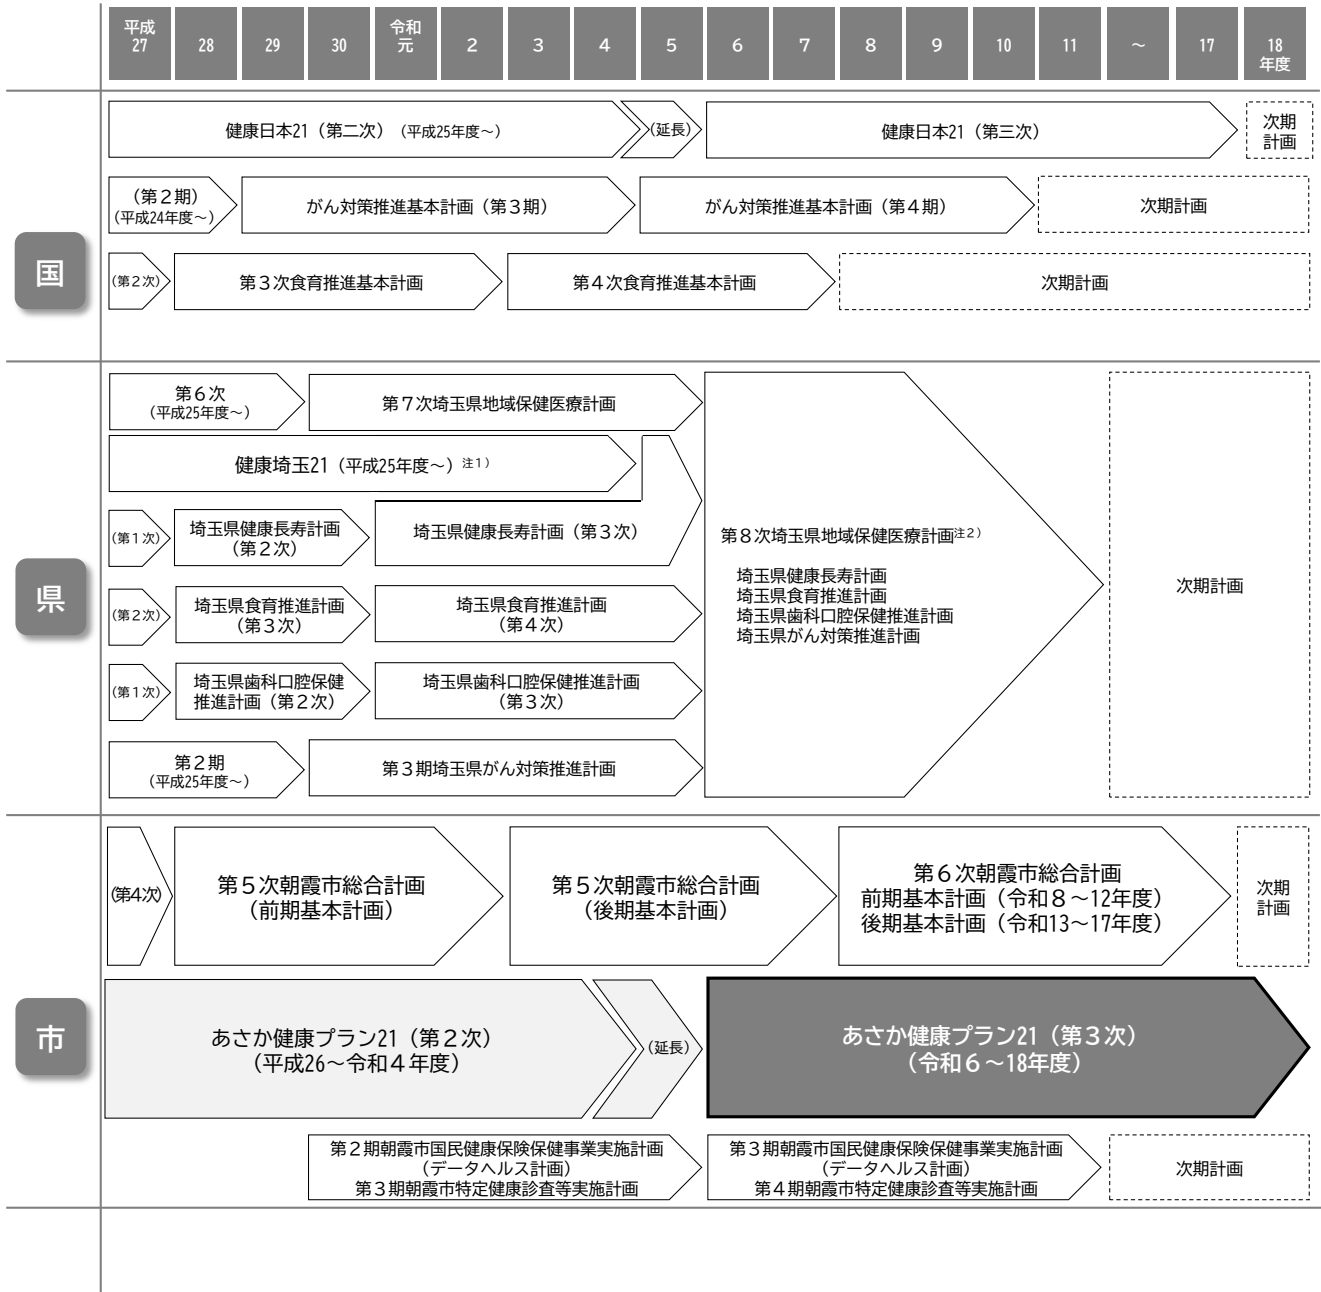 平成
27
28
29
30
令和
元
2
3
4
5
6
7
8
9
10
11
～
17
18
年度
国
健康日本21（第二次）（平成25年度～）
（延長）
健康日本21（第三次）
次期
計画
（第２期）
（平成24年度～）
がん対策推進基本計画（第３期）
がん対策推進基本計画（第４期）
次期計画
（第２次）
第３次食育推進基本計画
第４次食育推進基本計画
次期計画
県
第６次
（平成25年度～）
第７次埼玉県地域保健医療計画
健康埼玉21（平成25年度～）注１）
（第１次）
埼玉県健康長寿計画
（第２次）
埼玉県健康長寿計画（第３次）
（第２次）
埼玉県食育推進計画
（第３次）
埼玉県食育推進計画
（第４次）
（第１次）
埼玉県歯科口腔保健
推進計画（第２次）
埼玉県歯科口腔保健推進計画
（第３次）
第２期
（平成25年度～）
第３期埼玉県がん対策推進計画
第８次埼玉県地域保健医療計画注２）
埼玉県健康長寿計画
埼玉県食育推進計画
埼玉県歯科口腔保健推進計画
埼玉県がん対策推進計画
次期計画
市
（第４次）
第５次朝霞市総合計画
（前期基本計画）
第５次朝霞市総合計画
（後期基本計画）
第６次朝霞市総合計画
前期基本計画（令和８～12年度）
後期基本計画（令和13～17年度）
次期
計画
あさか健康プラン21（第２次）
（平成26～令和４年度）
（延長）
あさか健康プラン21（第３次）
（令和６～18年度）
第２期朝霞市国民健康保険保健事業実施計画
（データヘルス計画）
第３期朝霞市特定健康診査等実施計画
第３期朝霞市国民健康保険保健事業実施計画
（データヘルス計画）
第４期朝霞市特定健康診査等実施計画
次期計画